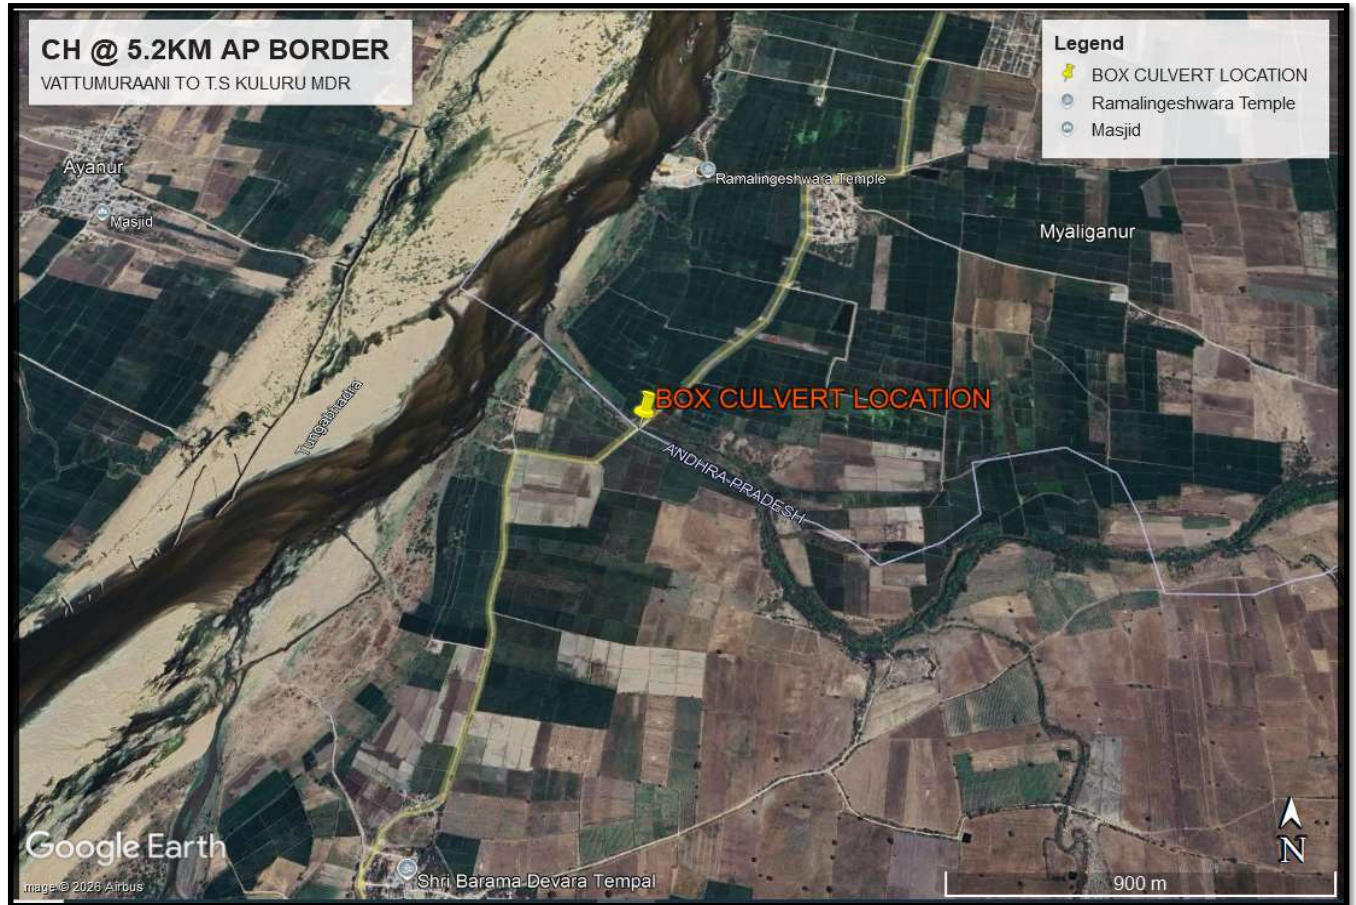 CH @ 5.2KM AP BORDER
VATTUMURAANI TO T.S KULURU MDR
Legend
BOX CULVERT LOCATION
Ramalingeshwara Temple
Masjid
Ayanur
Masjid
Ramalingeshwara Temple
Myaliganur
Tungabhadra
BOX CULVERT LOCATION
ANDHRA PRADESH
Google Earth
mage © 2026 Airbus
Shri Barama Devara Tempal
900 m
N